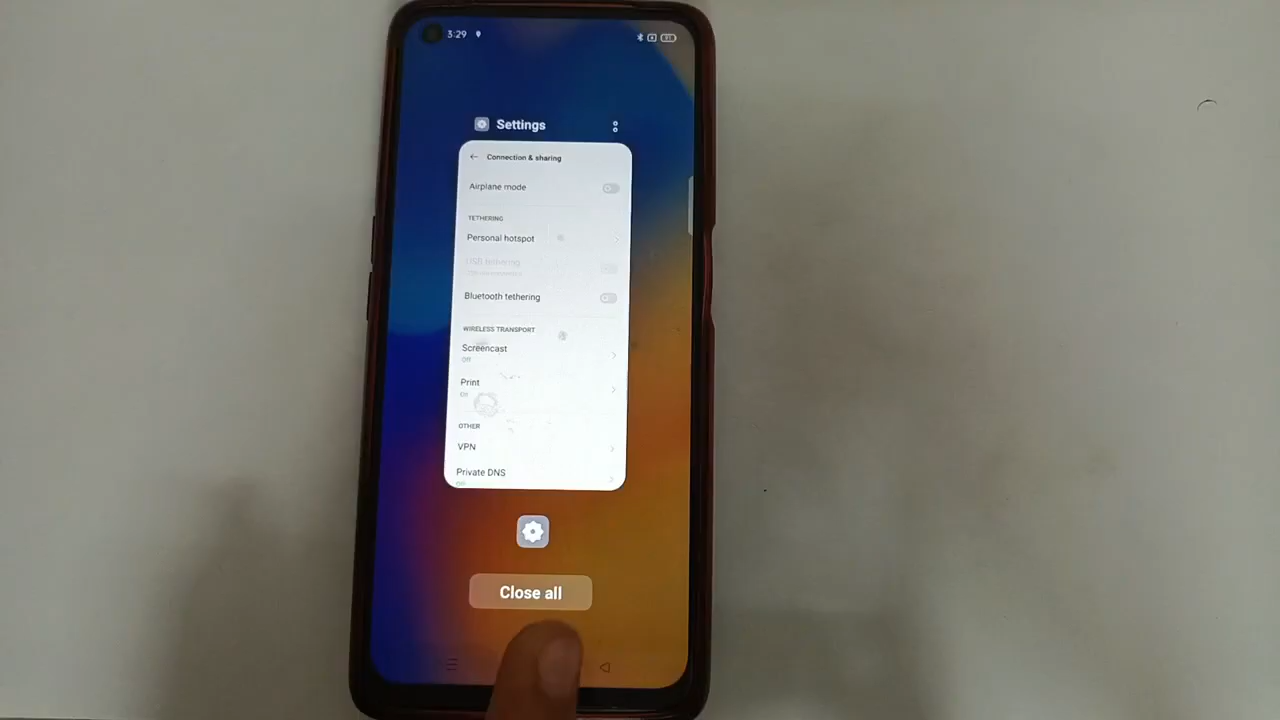 3:29
Settings
Connection & sharing
Airplane mode
TETHERING
Personal hotspot
USB tethering
Bluetooth tethering
WIRELESS TRANSPORT
Screencast
Off
Print
On
OTHER
VPN
Private DNS
Off
Close all